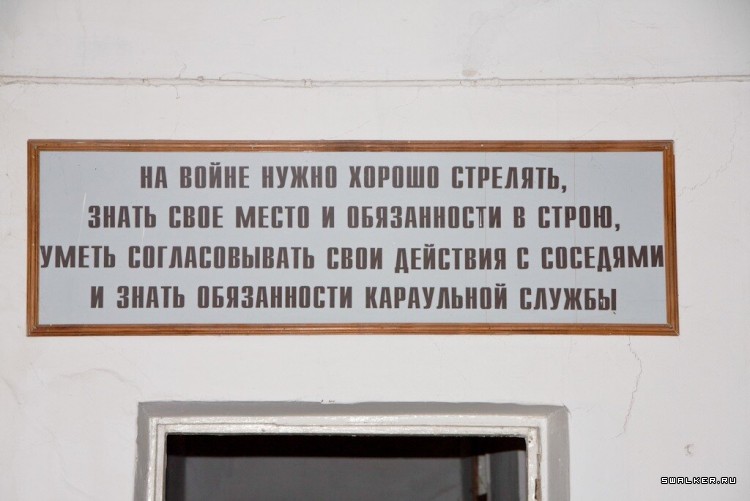 НА ВОЙНЕ НУЖНО ХОРОШО СТРЕЛЯТЬ,
ЗНАТЬ СВОЕ МЕСТО И ОБЯЗАННОСТИ В СТРОЮ,
УМЕТЬ СОГЛАСОВЫВАТЬ СВОИ ДЕЙСТВИЯ С СОСЕДЯМИ
И ЗНАТЬ ОБЯЗАННОСТИ КАРАУЛЬНОЙ СЛУЖБЫ
SWALKER.RU